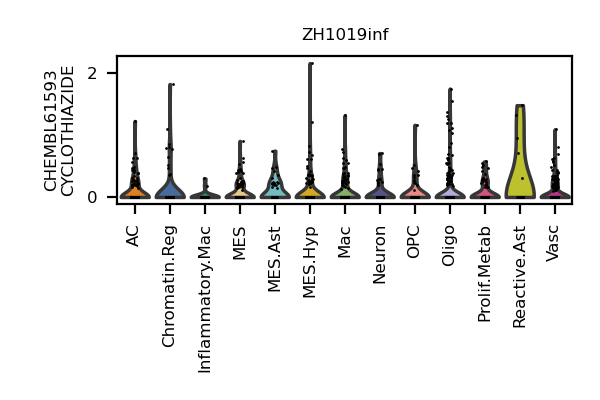 ZH1019inf
CHEMBL61593
CYCLOTHIAZIDE
2
0
AC
Chromatin.Reg
Inflammatory.Mac
MES
MES.Ast
MES.Hyp
Mac
Neuron
OPC
Oligo
Prolif.Metab
Reactive.Ast
Vasc